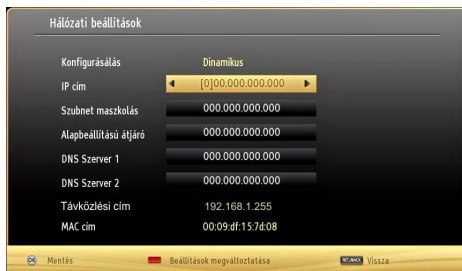 Hálózati beállítások
Konfigurásálás Dinamikus
IP cím [0]00.000.000.000
Szubnet maszkolás 000.000.000.000
Alapbeállítású átjáró 000.000.000.000
DNS Szerver 1 000.000.000.000
DNS Szerver 2 000.000.000.000
Távközlési cím 192.168.1.255
MAC cím 00:09:df:15:7d:08
OK Mentés Beállítások megváltoztatása RET./BACK Vissza